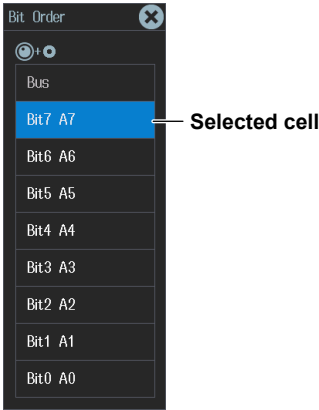 Bit Order
Bus
Bit7 A7
Selected cell
Bit6 A6
Bit5 A5
Bit4 A4
Bit3 A3
Bit2 A2
Bit1 A1
Bit0 A0